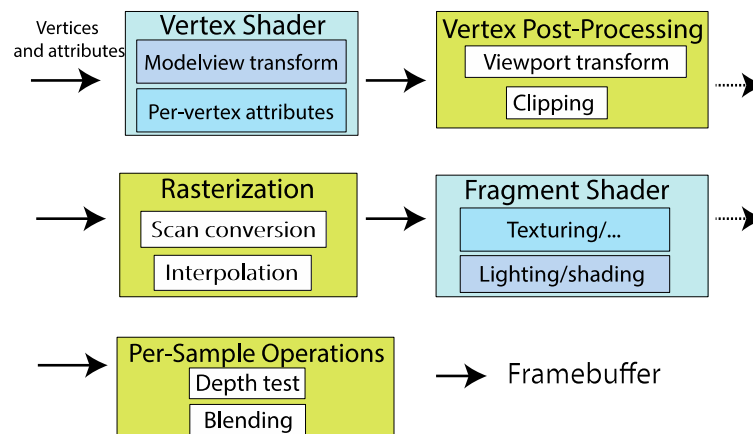 Vertices
and attributes
Vertex Shader
Modelview transform
Per-vertex attributes
Vertex Post-Processing
Viewport transform
Clipping
Rasterization
Scan conversion
Interpolation
Fragment Shader
Texturing/...
Lighting/shading
Per-Sample Operations
Depth test
Blending
Framebuffer